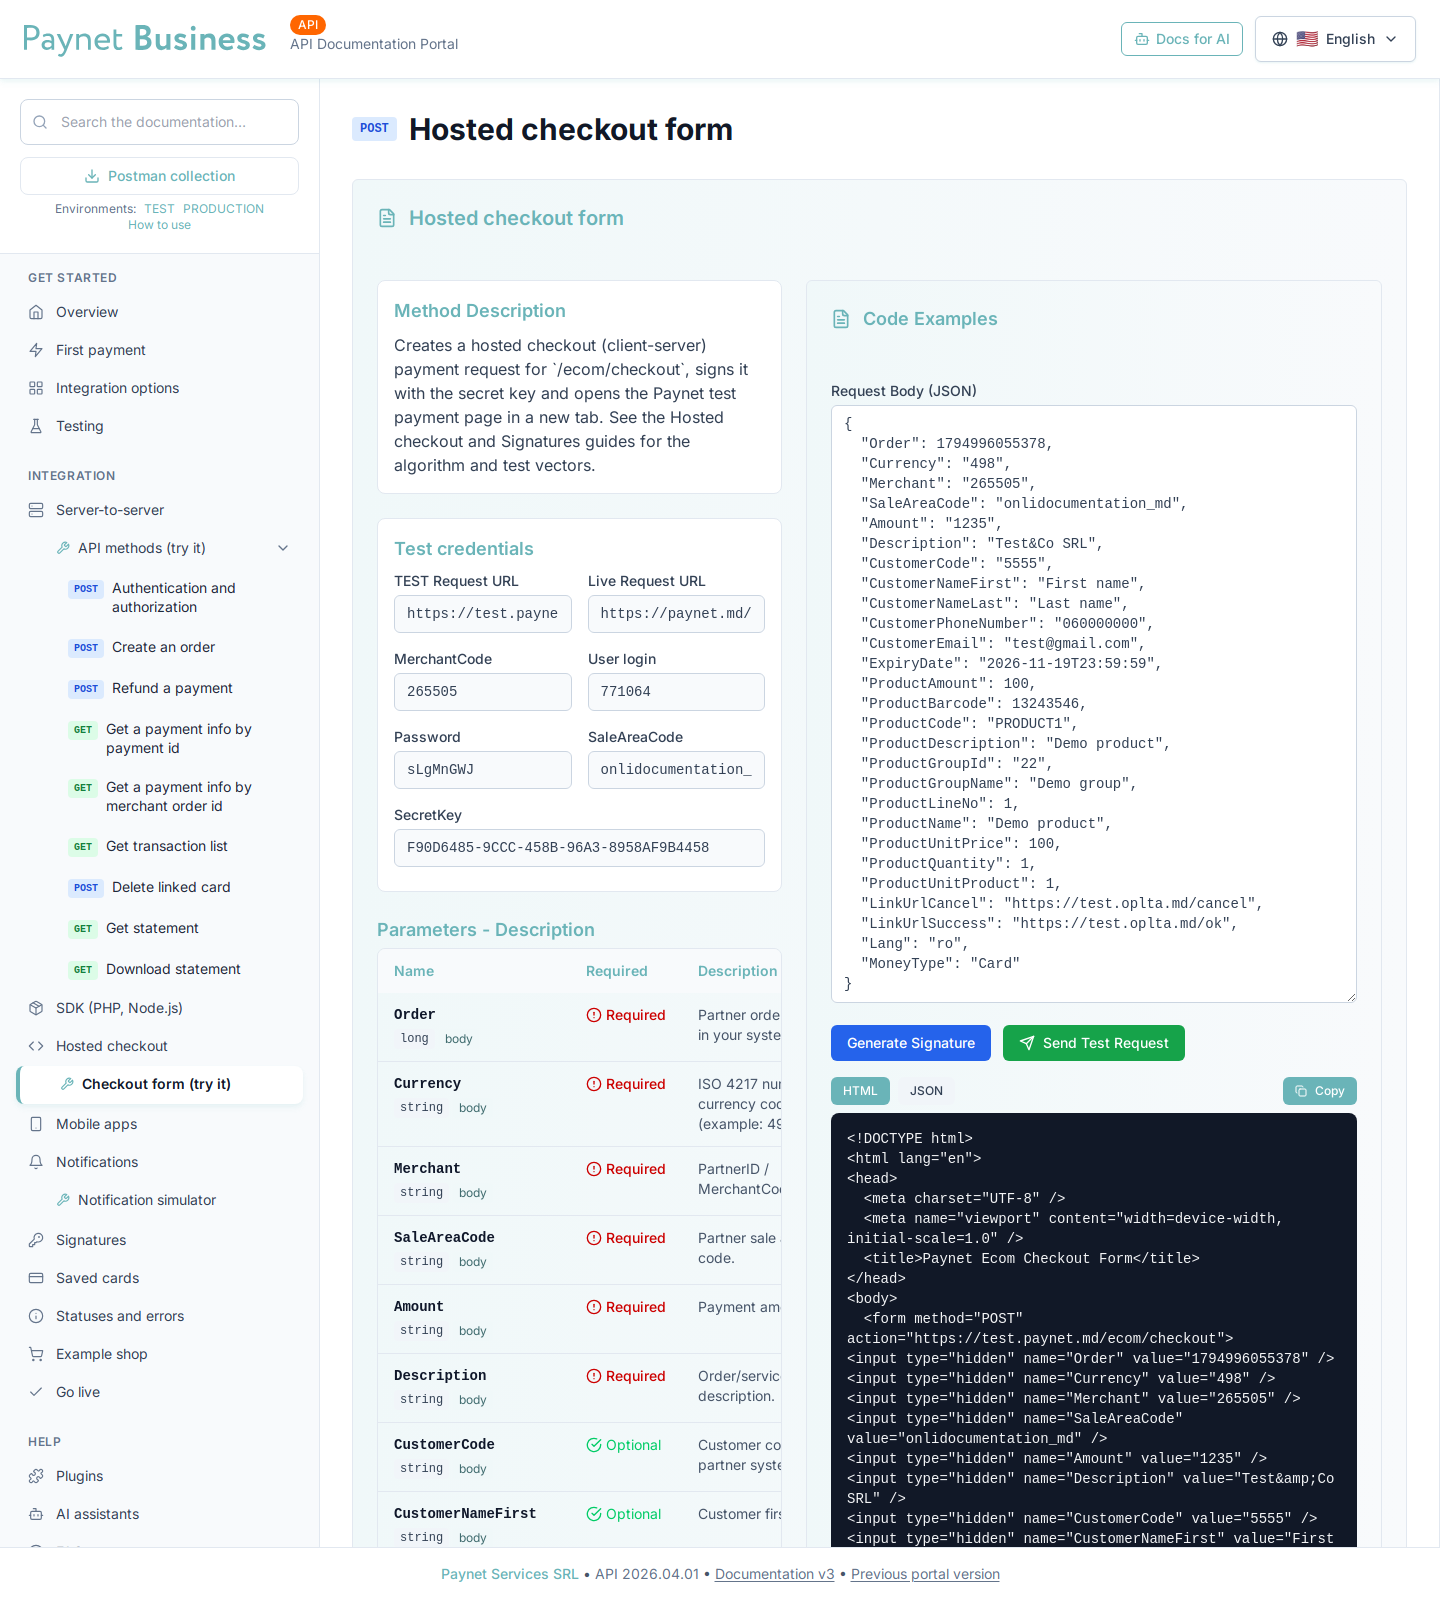 Paynet Business
API
API Documentation Portal
Docs for AI
English
Search the documentation...
Postman collection
Environments: TEST PRODUCTION
How to use
GET STARTED
Overview
First payment
Integration options
Testing
INTEGRATION
Server-to-server
API methods (try it)
POST Authentication and
authorization
POST Create an order
POST Refund a payment
GET Get a payment info by
payment id
GET Get a payment info by
merchant order id
GET Get transaction list
POST Delete linked card
GET Get statement
GET Download statement
SDK (PHP, Node.js)
Hosted checkout
Checkout form (try it)
Mobile apps
Notifications
Notification simulator
Signatures
Saved cards
Statuses and errors
Example shop
Go live
HELP
Plugins
AI assistants
POST Hosted checkout form
Hosted checkout form
Method Description
Creates a hosted checkout (client-server)
payment request for `/ecom/checkout`, signs it
with the secret key and opens the Paynet test
payment page in a new tab. See the Hosted
checkout and Signatures guides for the
algorithm and test vectors.
Test credentials
TEST Request URL Live Request URL
https://test.payne https://paynet.md/
MerchantCode User login
265505 771064
Password SaleAreaCode
sLgMnGWJ onlidocumentation_
SecretKey
F90D6485-9CCC-458B-96A3-8958AF9B4458
Parameters - Description
Name Required Description
Order Required Partner orde
long body in your syste
Currency Required ISO 4217 nu
string body currency coc
(example: 49
Merchant Required PartnerID /
string body MerchantCo
SaleAreaCode Required Partner sale
string body code.
Amount Required Payment am
string body
Description Required Order/servic
string body description.
CustomerCode Optional Customer co
string body partner syste
CustomerNameFirst Optional Customer firs
string body
Code Examples
Request Body (JSON)
{
"Order": 1794996055378,
"Currency": "498",
"Merchant": "265505",
"SaleAreaCode": "onlidocumentation_md",
"Amount": "1235",
"Description": "Test&Co SRL",
"CustomerCode": "5555",
"CustomerNameFirst": "First name",
"CustomerNameLast": "Last name",
"CustomerPhoneNumber": "060000000",
"CustomerEmail": "test@gmail.com",
"ExpiryDate": "2026-11-19T23:59:59",
"ProductAmount": 100,
"ProductBarcode": 13243546,
"ProductCode": "PRODUCT1",
"ProductDescription": "Demo product",
"ProductGroupId": "22",
"ProductGroupName": "Demo group",
"ProductLineNo": 1,
"ProductName": "Demo product",
"ProductUnitPrice": 100,
"ProductQuantity": 1,
"ProductUnitProduct": 1,
"LinkUrlCancel": "https://test.oplta.md/cancel",
"LinkUrlSuccess": "https://test.oplta.md/ok",
"Lang": "ro",
"MoneyType": "Card"
}
Generate Signature Send Test Request
HTML JSON Copy
<!DOCTYPE html>
<html lang="en">
<head>
<meta charset="UTF-8" />
<meta name="viewport" content="width=device-width,
initial-scale=1.0" />
<title>Paynet Ecom Checkout Form</title>
</head>
<body>
<form method="POST"
action="https://test.paynet.md/ecom/checkout">
<input type="hidden" name="Order" value="1794996055378" />
<input type="hidden" name="Currency" value="498" />
<input type="hidden" name="Merchant" value="265505" />
<input type="hidden" name="SaleAreaCode"
value="onlidocumentation_md" />
<input type="hidden" name="Amount" value="1235" />
<input type="hidden" name="Description" value="Test&amp;Co
SRL" />
<input type="hidden" name="CustomerCode" value="5555" />
<input type="hidden" name="CustomerNameFirst" value="First
Paynet Services SRL • API 2026.04.01 • Documentation v3 • Previous portal version